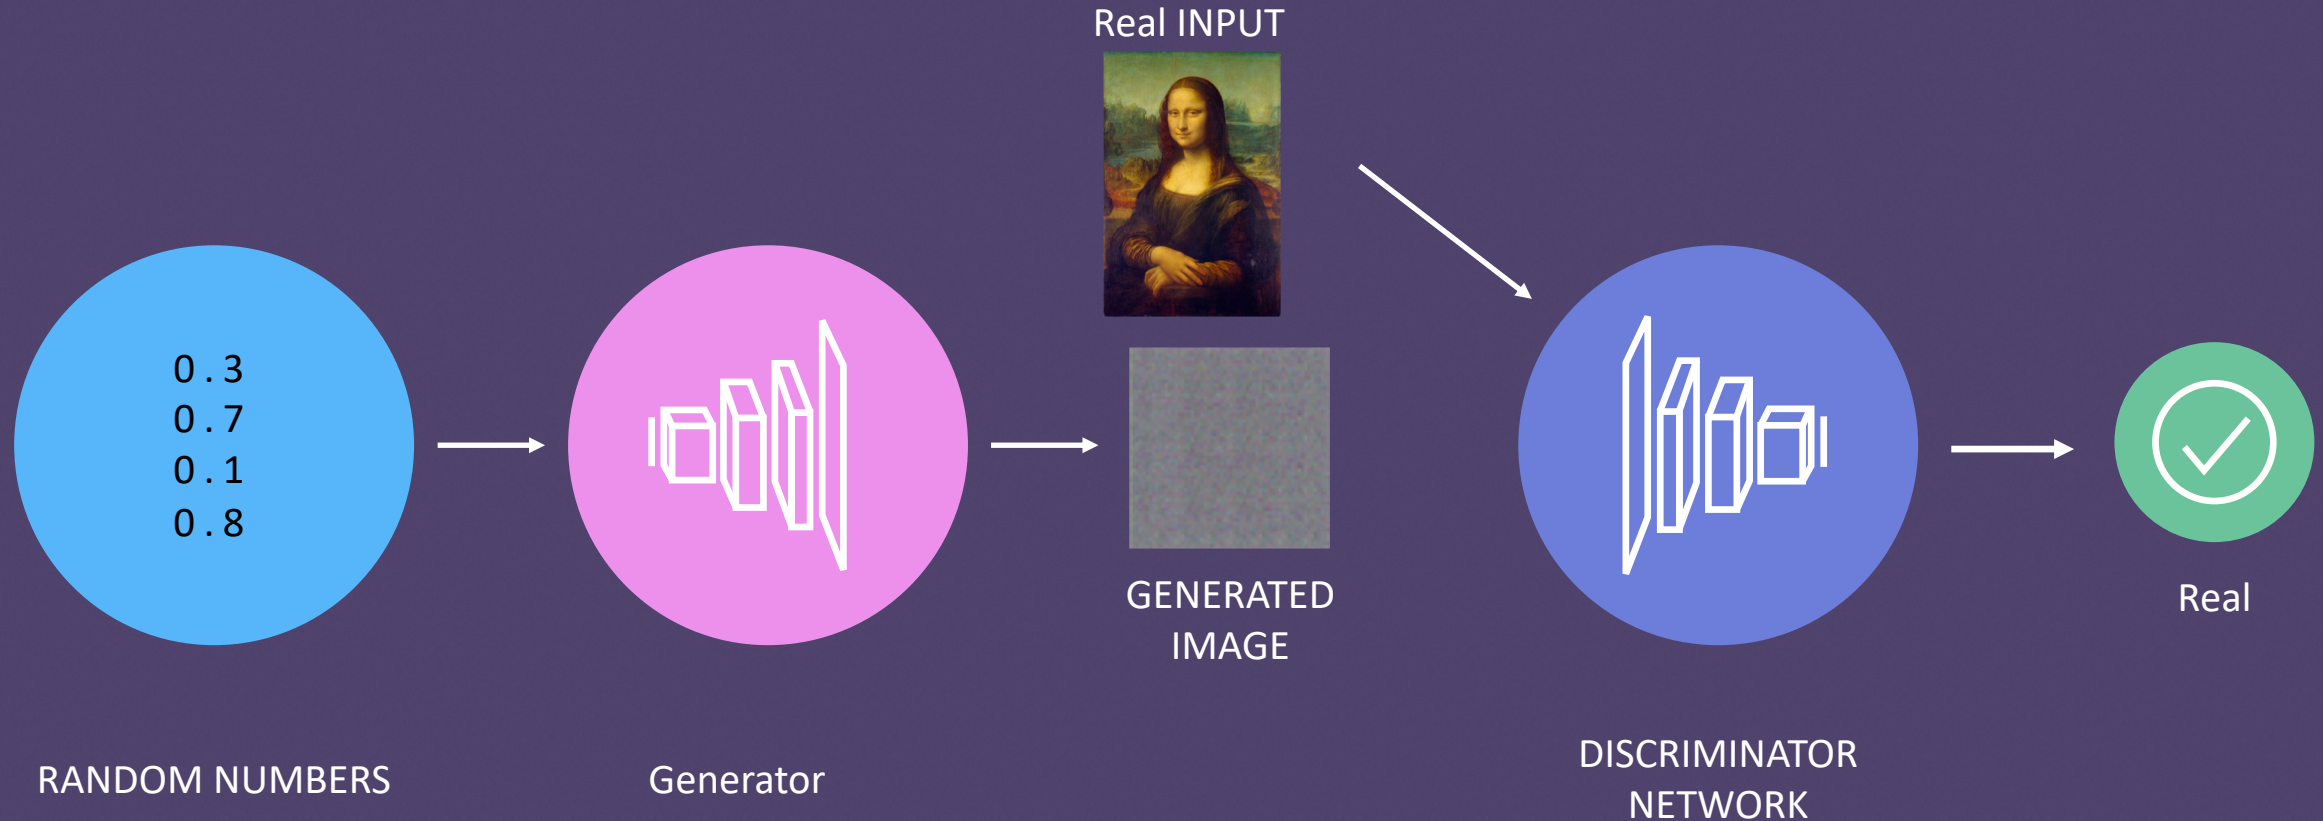 Real INPUT
0.3
0.7
0.1
0.8
GENERATED
IMAGE
Real
RANDOM NUMBERS
Generator
DISCRIMINATOR
NETWORK